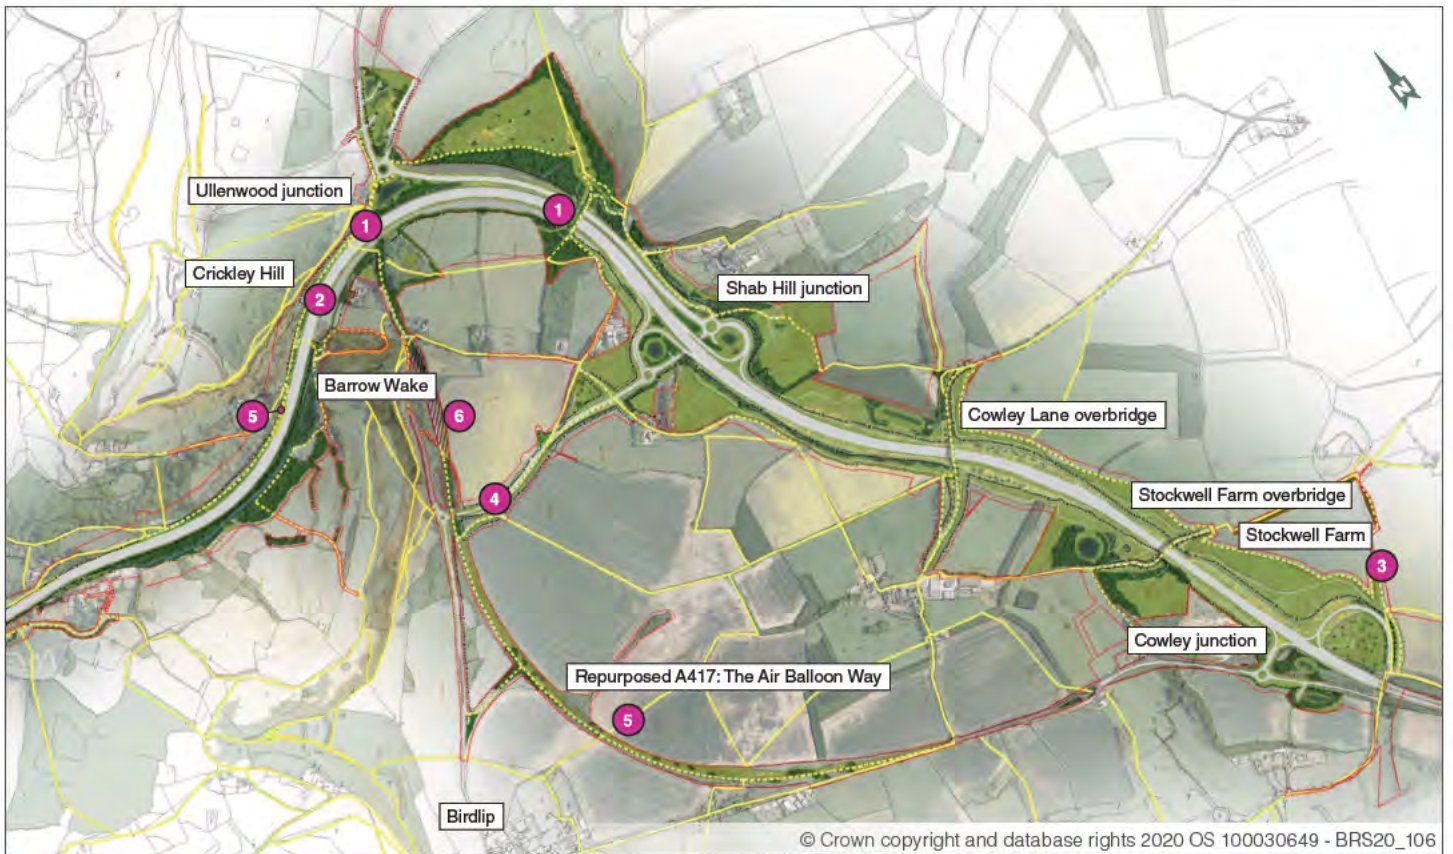 N
Ullenwood junction
1
1
Crickley Hill
2
Shab Hill junction
Barrow Wake
5
6
Cowley Lane overbridge
4
Stockwell Farm overbridge
Stockwell Farm
3
Cowley junction
Repurposed A417: The Air Balloon Way
5
Birdlip
© Crown copyright and database rights 2020 OS 100030649 - BRS20_106